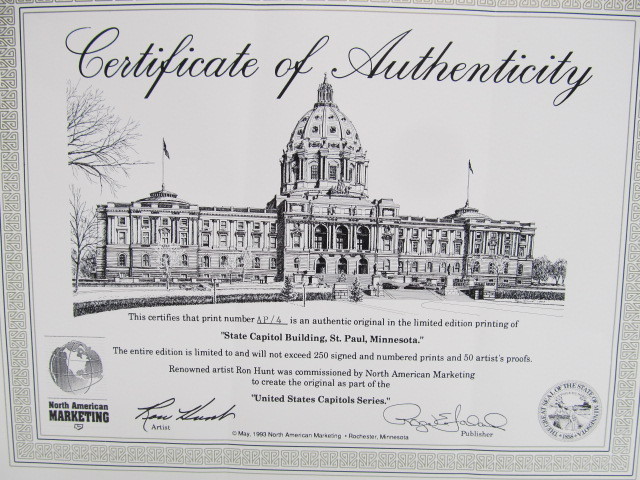 Certificate of Authenticity
This certifies that print number AP/4 is an authentic original in the limited edition printing of
"State Capitol Building, St. Paul, Minnesota."
The entire edition is limited to and will not exceed 250 signed and numbered prints and 50 artist's proofs.
Renowned artist Ron Hunt was commissioned by North American Marketing
to create the original as part of the
"United States Capitols Series."
North American
MARKETING
Ron Hunt
Artist
Publisher
© May, 1993 North American Marketing • Rochester, Minnesota
THE GREAT SEAL OF THE STATE OF MINNESOTA
1858